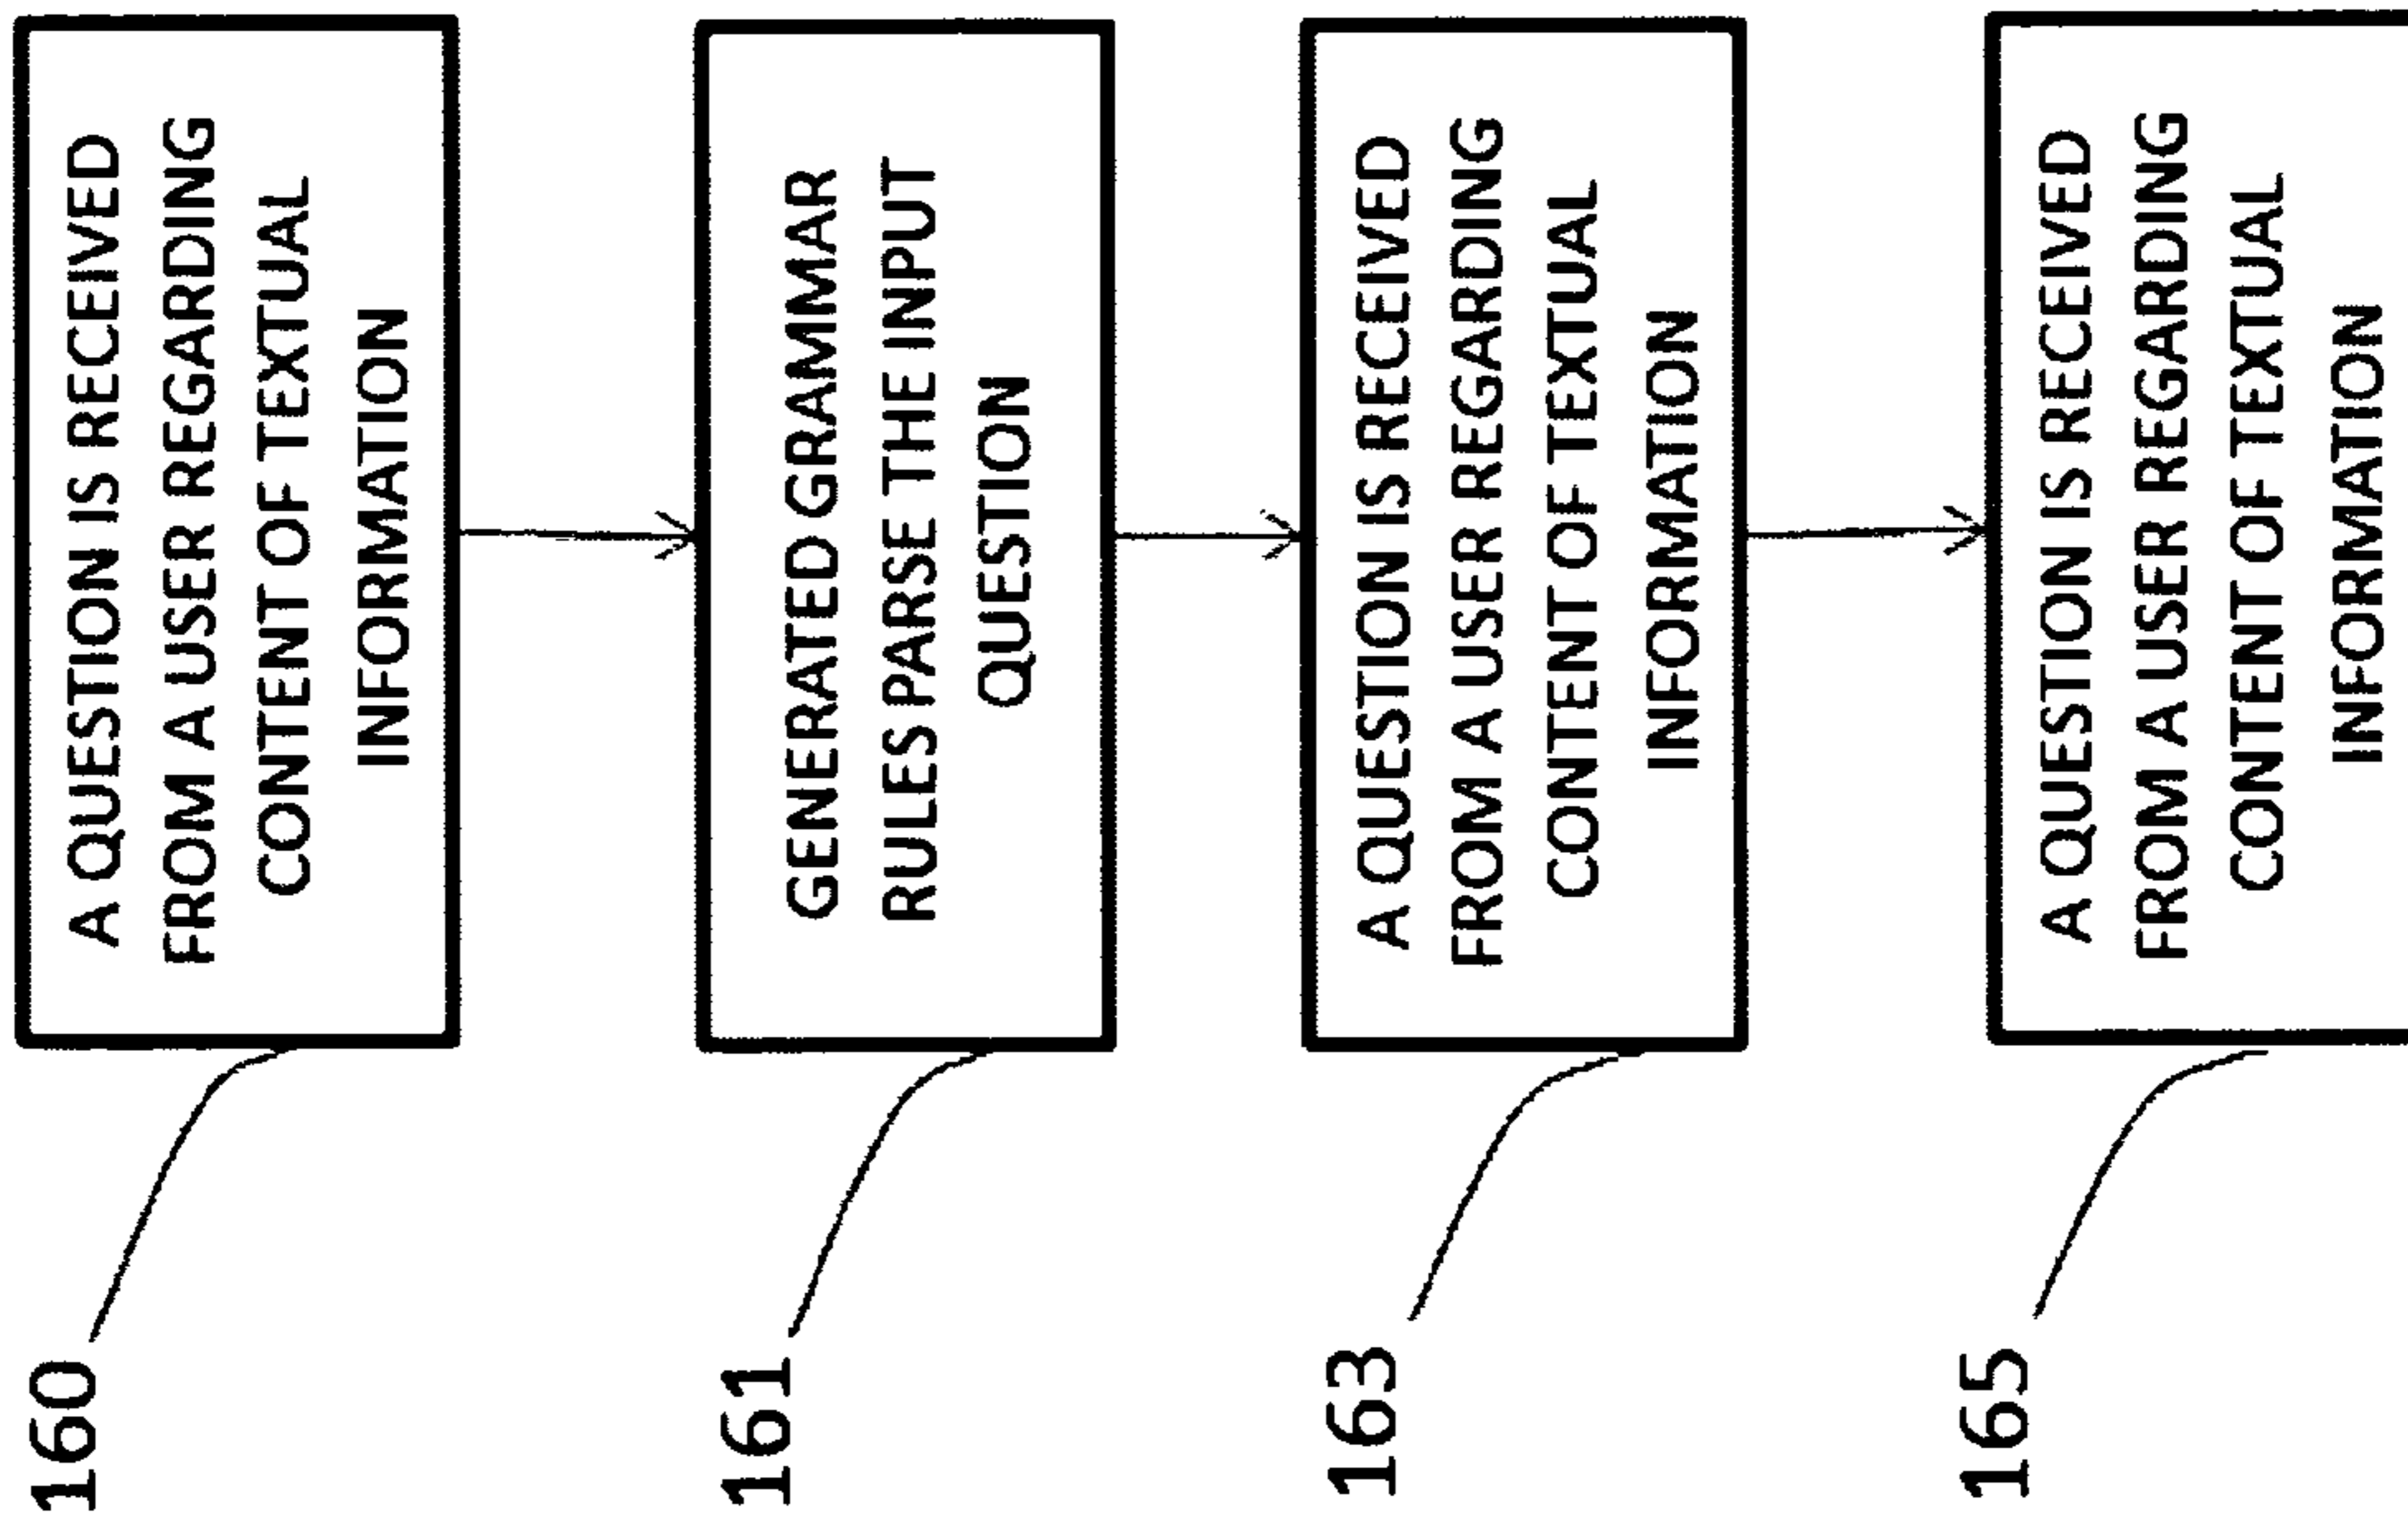 160
A QUESTION IS RECEIVED
FROM A USER REGARDING
CONTENT OF TEXTUAL
INFORMATION
161
GENERATED GRAMMAR
RULES PARSE THE INPUT
QUESTION
163
A QUESTION IS RECEIVED
FROM A USER REGARDING
CONTENT OF TEXTUAL
INFORMATION
165
A QUESTION IS RECEIVED
FROM A USER REGARDING
CONTENT OF TEXTUAL
INFORMATION